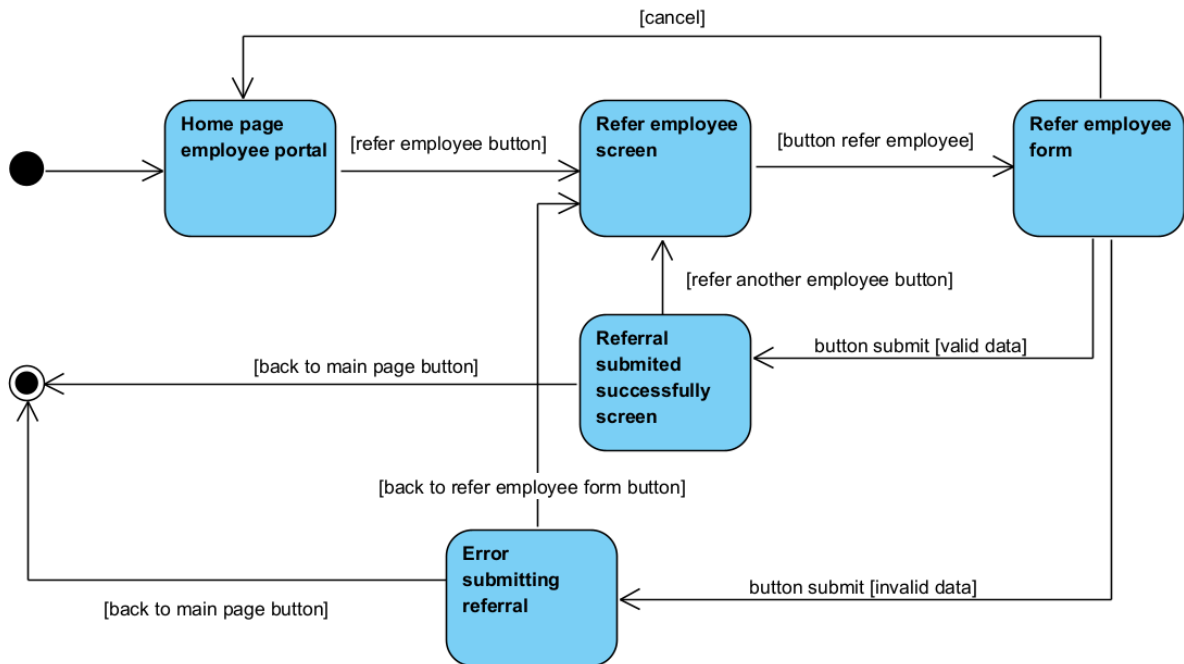 [cancel]
Home page
employee portal
[refer employee button]
Refer employee
screen
[button refer employee]
Refer employee
form
[refer another employee button]
Referral
submited
successfully
screen
button submit [valid data]
[back to main page button]
[back to refer employee form button]
Error
submitting
referral
button submit [invalid data]
[back to main page button]